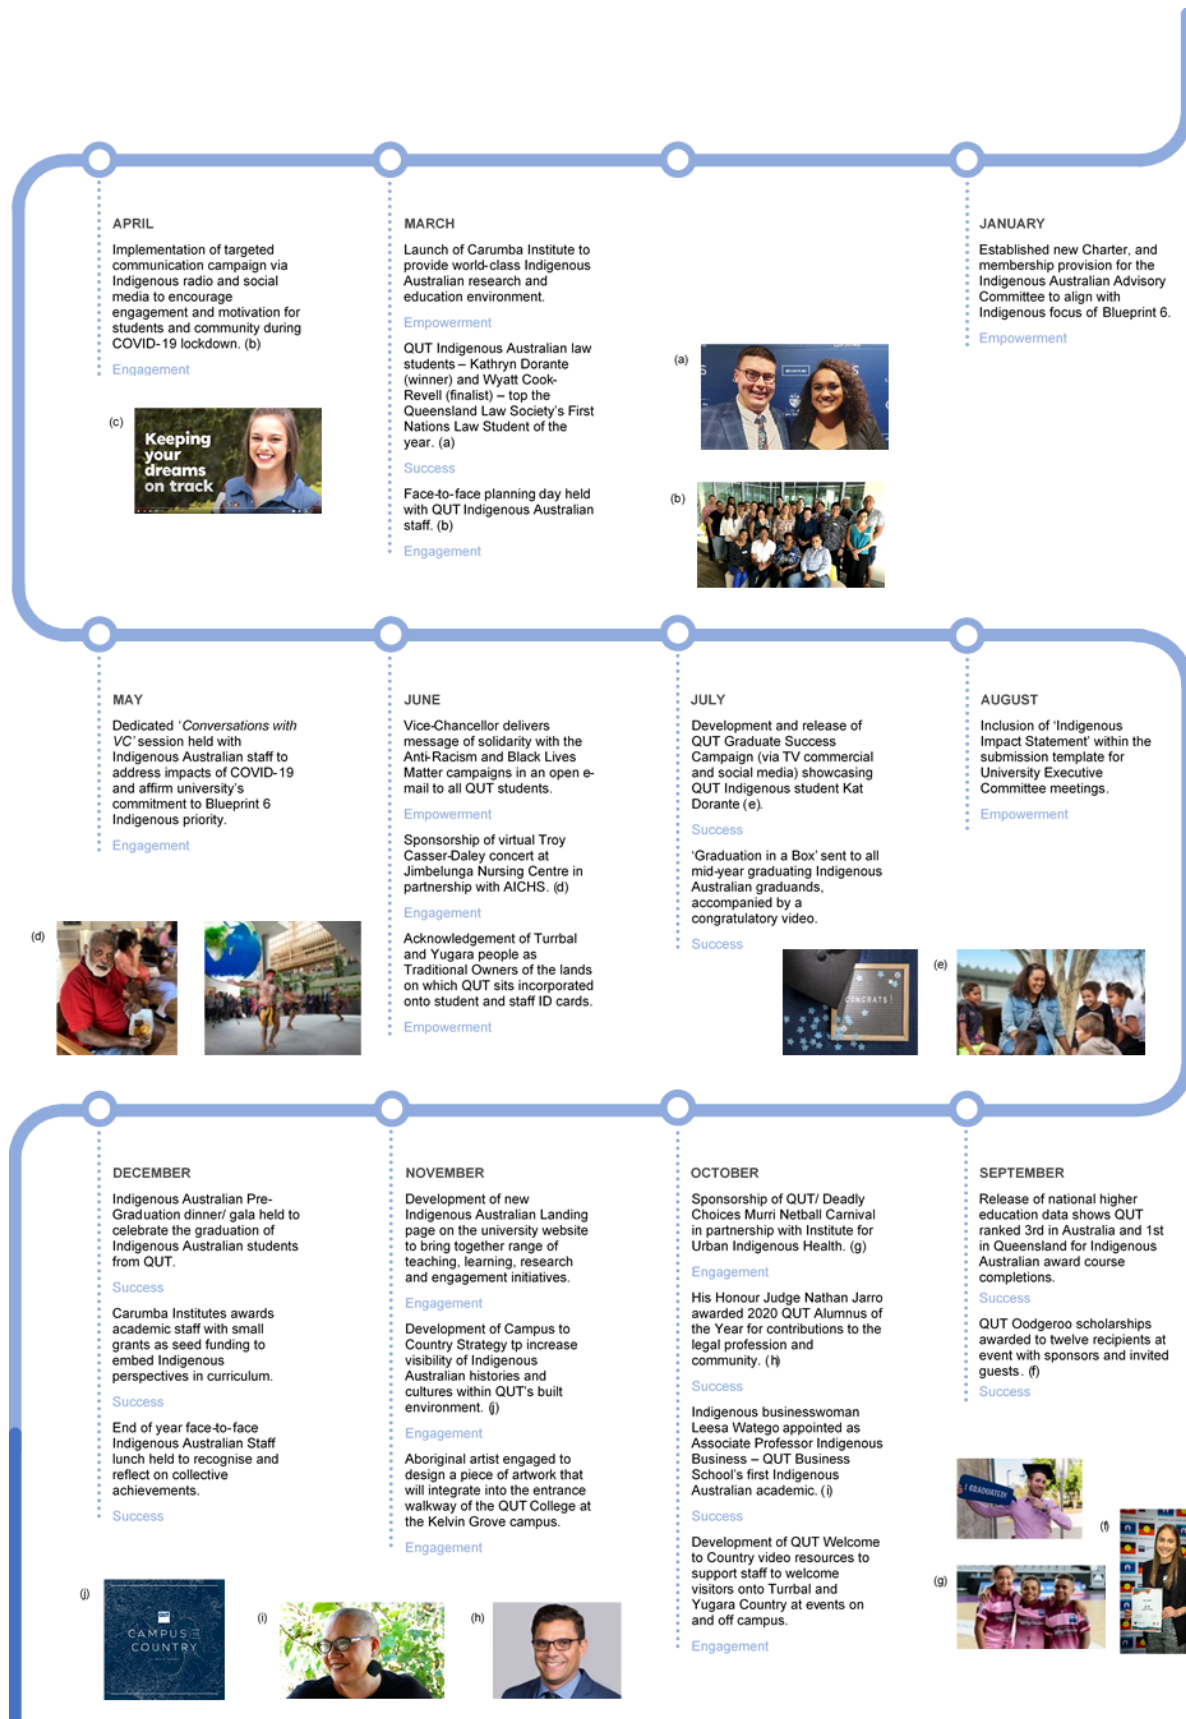 APRIL
Implementation of targeted
communication campaign via
Indigenous radio and social
media to encourage
engagement and motivation for
students and community during
COVID-19 lockdown. (b)
Engagement
(c)
Keeping
your
dreams
on track
MARCH
Launch of Carumba Institute to
provide world-class Indigenous
Australian research and
education environment.
Empowerment
QUT Indigenous Australian law
students – Kathryn Dorante
(winner) and Wyatt Cook-
Revell (finalist) – top the
Queensland Law Society's First
Nations Law Student of the
year. (a)
Success
Face-to-face planning day held
with QUT Indigenous Australian
staff. (b)
Engagement
(a)
(b)
JANUARY
Established new Charter, and
membership provision for the
Indigenous Australian Advisory
Committee to align with
Indigenous focus of Blueprint 6.
Empowerment
MAY
Dedicated 'Conversations with
VC' session held with
Indigenous Australian staff to
address impacts of COVID-19
and affirm university's
commitment to Blueprint 6
Indigenous priority.
Engagement
(d)
JUNE
Vice-Chancellor delivers
message of solidarity with the
Anti-Racism and Black Lives
Matter campaigns in an open e-
mail to all QUT students.
Empowerment
Sponsorship of virtual Troy
Casser-Daley concert at
Jimbelunga Nursing Centre in
partnership with AICHS. (d)
Engagement
Acknowledgement of Turrbal
and Yugara people as
Traditional Owners of the lands
on which QUT sits incorporated
onto student and staff ID cards.
Empowerment
JULY
Development and release of
QUT Graduate Success
Campaign (via TV commercial
and social media) showcasing
QUT Indigenous student Kat
Dorante (e).
Success
'Graduation in a Box' sent to all
mid-year graduating Indigenous
Australian graduands,
accompanied by a
congratulatory video.
Success
CONGRATS!
AUGUST
Inclusion of 'Indigenous
Impact Statement' within the
submission template for
University Executive
Committee meetings.
Empowerment
(e)
DECEMBER
Indigenous Australian Pre-
Graduation dinner/ gala held to
celebrate the graduation of
Indigenous Australian students
from QUT.
Success
Carumba Institutes awards
academic staff with small
grants as seed funding to
embed Indigenous
perspectives in curriculum.
Success
End of year face-to-face
Indigenous Australian Staff
lunch held to recognise and
reflect on collective
achievements.
Success
(j)
QUT
CAMPUS TO
COUNTRY
NOVEMBER
Development of new
Indigenous Australian Landing
page on the university website
to bring together range of
teaching, learning, research
and engagement initiatives.
Engagement
Development of Campus to
Country Strategy tp increase
visibility of Indigenous
Australian histories and
cultures within QUT's built
environment. (j)
Engagement
Aboriginal artist engaged to
design a piece of artwork that
will integrate into the entrance
walkway of the QUT College at
the Kelvin Grove campus.
Engagement
(i)
(h)
OCTOBER
Sponsorship of QUT/ Deadly
Choices Murri Netball Carnival
in partnership with Institute for
Urban Indigenous Health. (g)
Engagement
His Honour Judge Nathan Jarro
awarded 2020 QUT Alumnus of
the Year for contributions to the
legal profession and
community. (h)
Success
Indigenous businesswoman
Leesa Watego appointed as
Associate Professor Indigenous
Business – QUT Business
School's first Indigenous
Australian academic. (i)
Success
Development of QUT Welcome
to Country video resources to
support staff to welcome
visitors onto Turrbal and
Yugara Country at events on
and off campus.
Engagement
SEPTEMBER
Release of national higher
education data shows QUT
ranked 3rd in Australia and 1st
in Queensland for Indigenous
Australian award course
completions.
Success
QUT Oodgeroo scholarships
awarded to twelve recipients at
event with sponsors and invited
guests. (f)
Success
I GRADUATED!
(f)
(g)